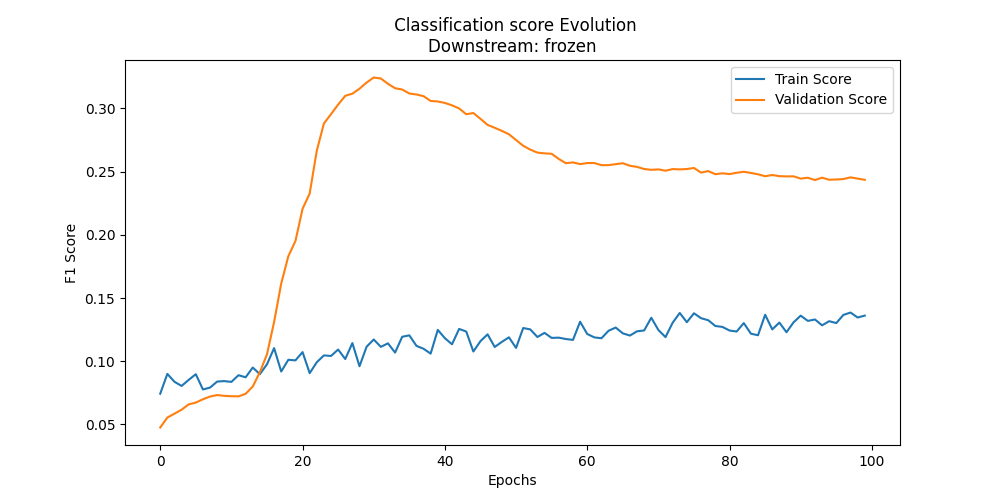 Classification score Evolution
Downstream: frozen
Train Score
Validation Score
F1 Score
0.30
0.25
0.20
0.15
0.10
0.05
0
20
40
60
80
100
Epochs